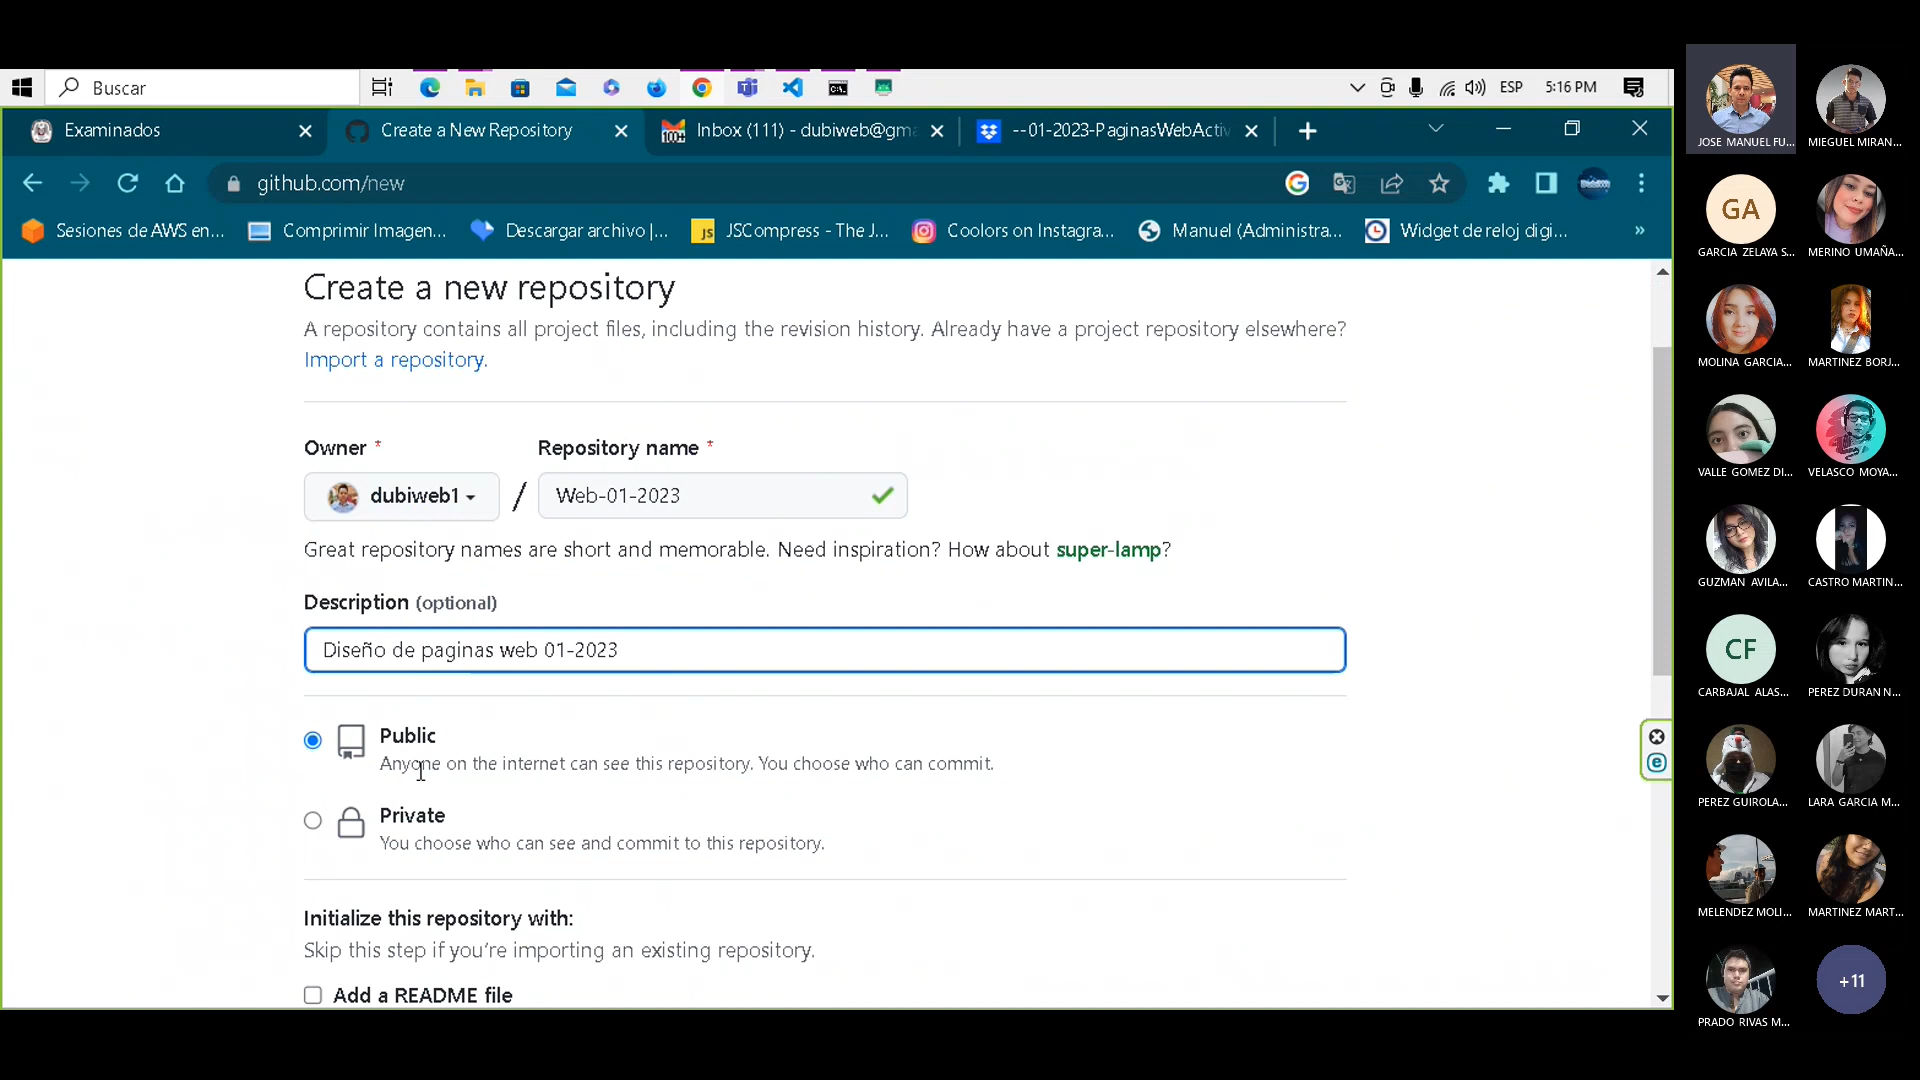 Buscar
ESP
5:16 PM
Examinados
Create a New Repository
100+
Inbox (111) - dubiweb@gma
--01-2023-PaginasWebActiv
github.com/new
Sesiones de AWS en...
Comprimir Imagen...
Descargar archivo |...
JS
JSCompress - The J...
Coolors on Instagra...
Manuel (Administra...
Widget de reloj digi...
»
Create a new repository
A repository contains all project files, including the revision history. Already have a project repository elsewhere?
Import a repository.
Owner *
Repository name *
dubiweb1
/
Web-01-2023
Great repository names are short and memorable. Need inspiration? How about super-lamp?
Description (optional)
Diseño de paginas web 01-2023
Public
Anyone on the internet can see this repository. You choose who can commit.
Private
You choose who can see and commit to this repository.
Initialize this repository with:
Skip this step if you’re importing an existing repository.
Add a README file
JOSE MANUEL FU...
MIEGUEL MIRAN...
GA
GARCIA ZELAYA S...
MERINO UMAÑA...
MOLINA GARCIA...
MARTINEZ BORJ...
VALLE GOMEZ DI...
VELASCO MOYA...
GUZMAN AVILA...
CASTRO MARTIN...
CF
CARBAJAL ALAS...
PEREZ DURAN N...
PEREZ GUIROLA...
LARA GARCIA M...
MELENDEZ MOLI...
MARTINEZ MART...
PRADO RIVAS M...
+11